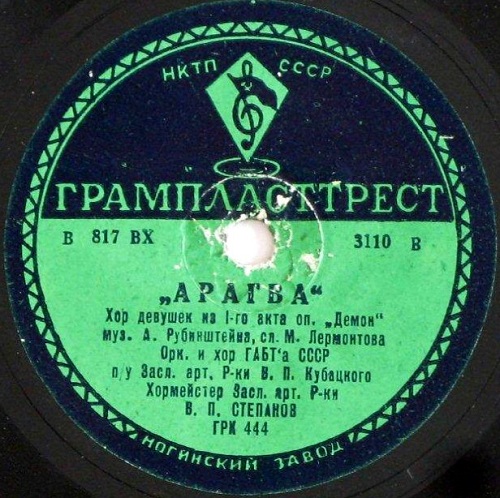 НКТП СССР
ГРАМПЛАСТТРЕСТ
В 817 ВХ 3110 В
„АРАГВА“
Хор девушек из I-го акта оп. „Демон“
муз. А. Рубинштейна, сл. М. Лермонтова
Орк. и хор ГАБТ'а СССР
п/у Засл. арт. Р-ки В. П. Кубацкого
Хормейстер Засл. арт. Р-ки
В. П. СТЕПАНОВ
ГРК 444
НОГИНСКИЙ ЗАВОД